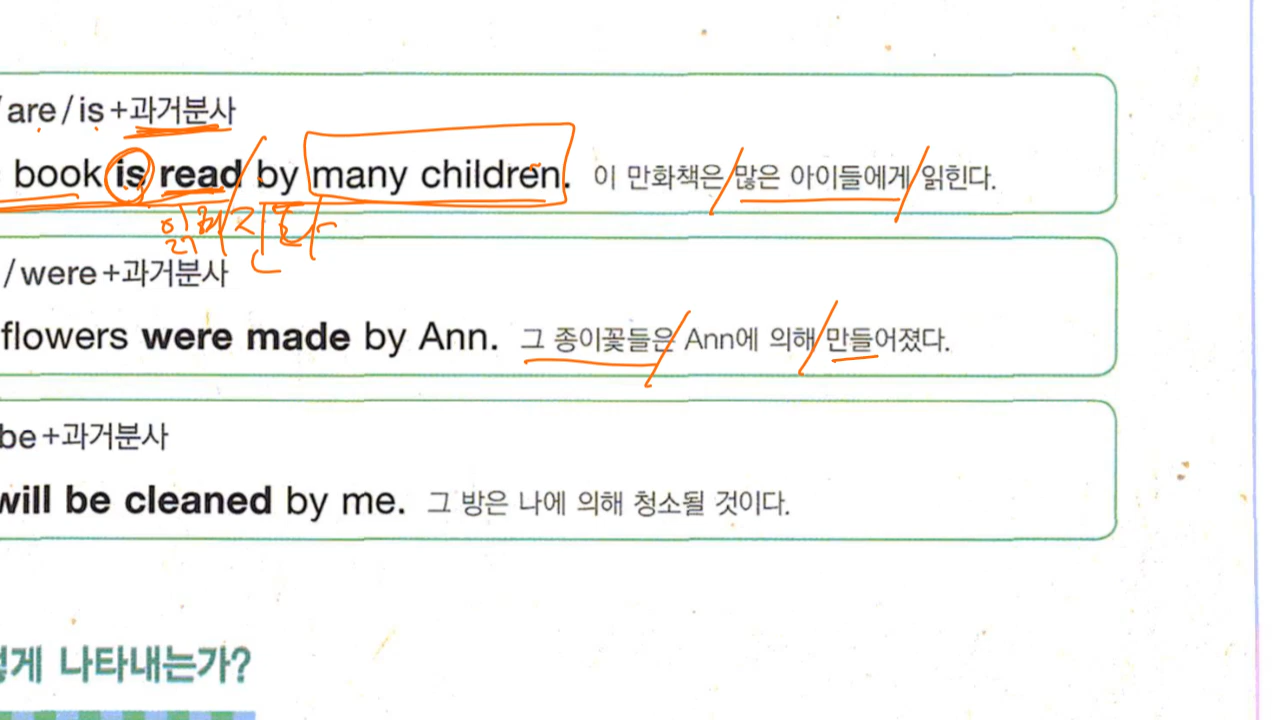 /are/is+과거분사
book is read by many children. 이 만화책은 많은 아이들에게 읽힌다.
/were+과거분사
flowers were made by Ann. 그 종이꽃들은 Ann에 의해 만들어졌다.
be+과거분사
will be cleaned by me. 그 방은 나에 의해 청소될 것이다.
나타내는가?